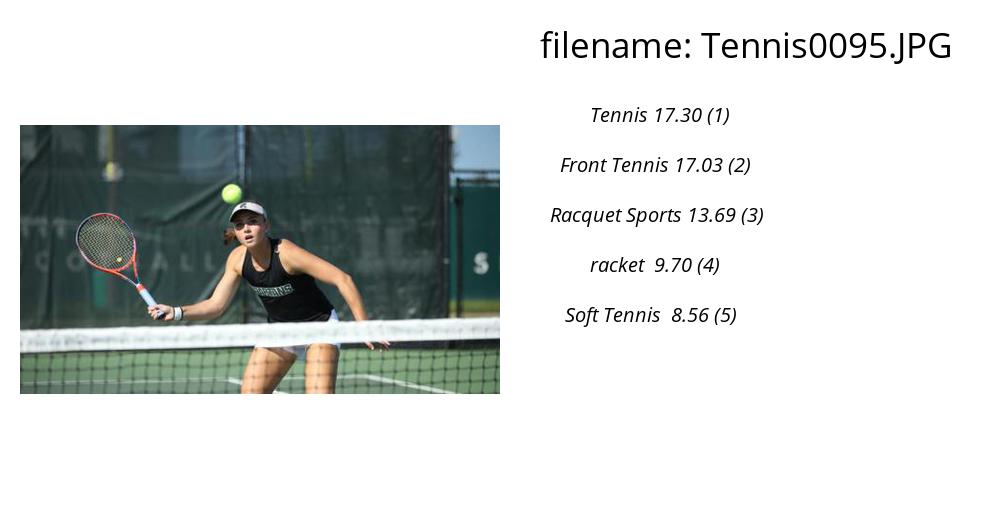 filename: Tennis0095.JPG
Tennis 17.30 (1)
Front Tennis 17.03 (2)
Racquet Sports 13.69 (3)
racket 9.70 (4)
Soft Tennis 8.56 (5)
S